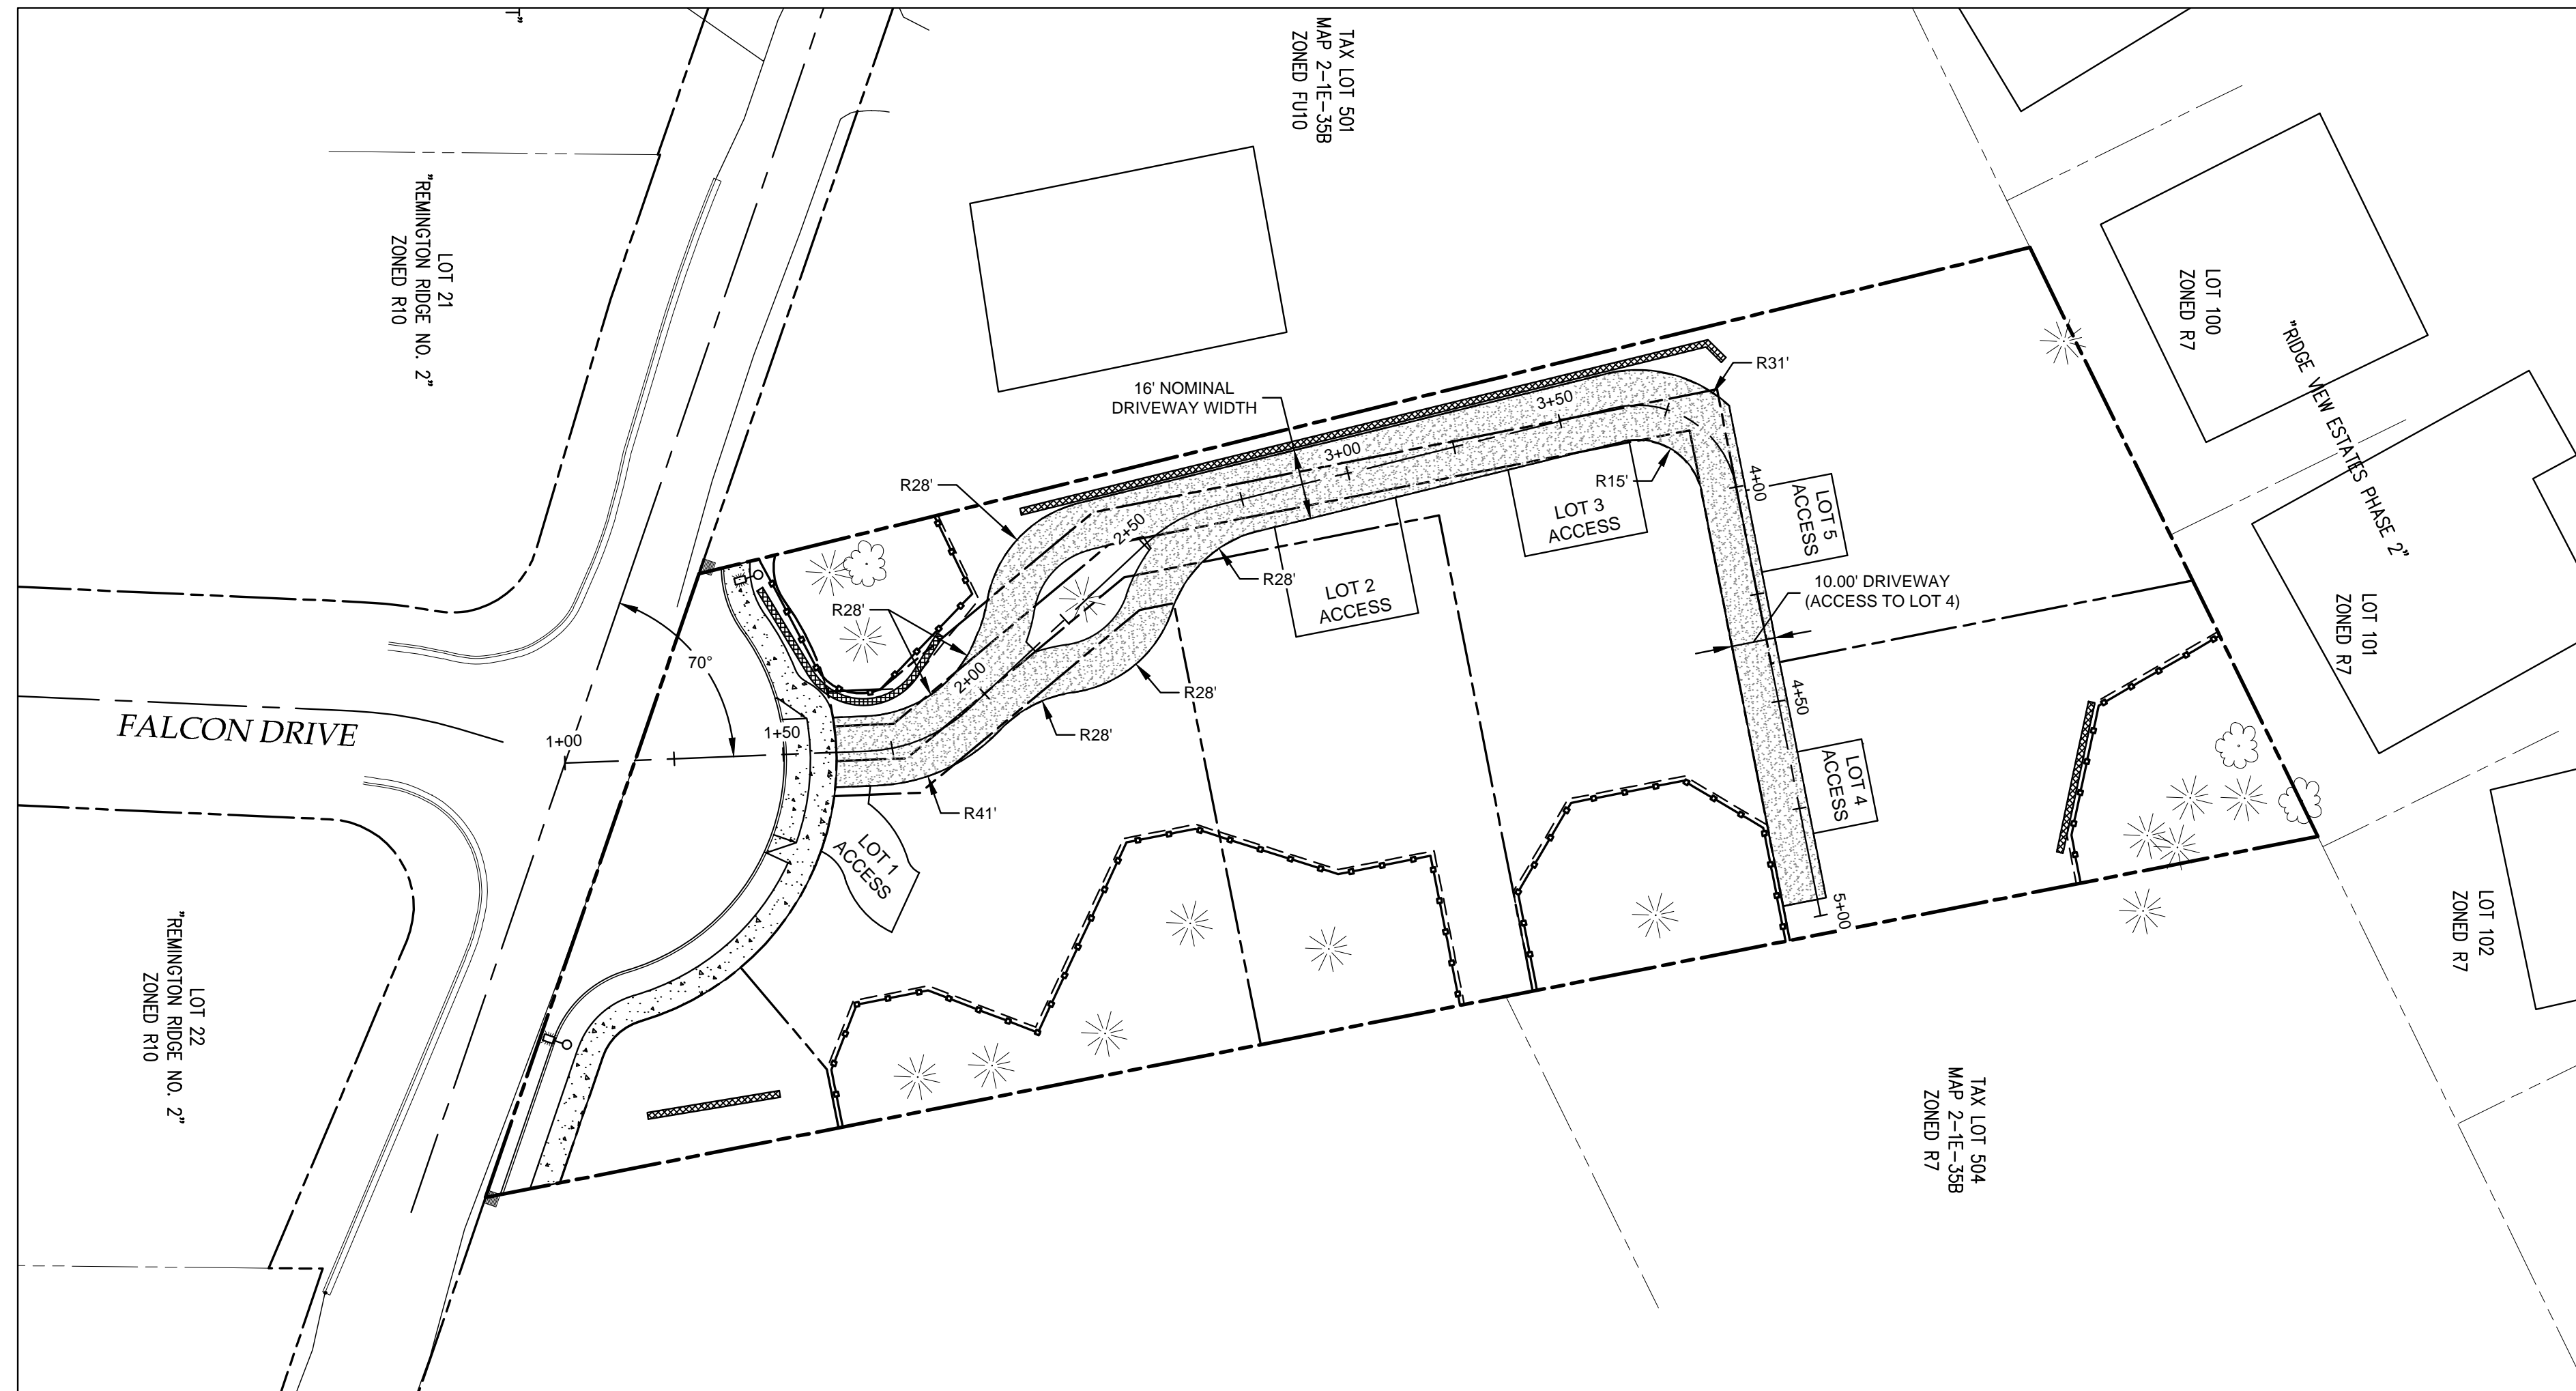 T"
TAX LOT 501
MAP 2-1E-35B
ZONED FU10
LOT 21
"REMINGTON RIDGE NO. 2"
ZONED R10
LOT 100
ZONED R7
"RIDGE VIEW ESTATES PHASE 2"
LOT 101
ZONED R7
LOT 102
ZONED R7
16' NOMINAL
DRIVEWAY WIDTH
R31'
3+50
3+00
R28'
R15'
4+00
LOT 5
ACCESS
LOT 3
ACCESS
2+50
R28'
LOT 2
ACCESS
10.00' DRIVEWAY
(ACCESS TO LOT 4)
R28'
70°
2+00
R28'
R28'
4+50
FALCON DRIVE
1+00
1+50
LOT 4
ACCESS
R41'
LOT 1
ACCESS
5+00
LOT 22
"REMINGTON RIDGE NO. 2"
ZONED R10
TAX LOT 504
MAP 2-1E-35B
ZONED R7